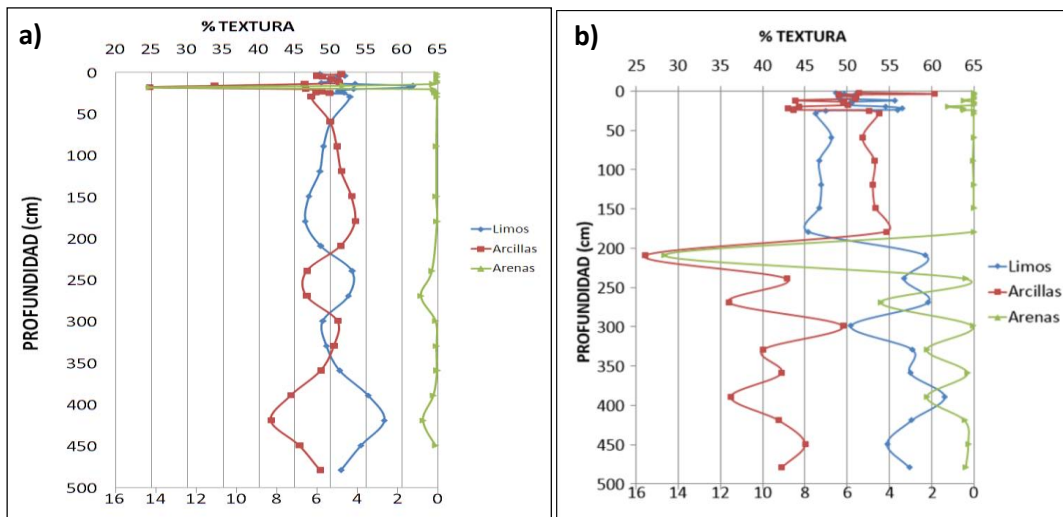 a)
% TEXTURA
20 25 30 35 40 45 50 55 60 65
PROFUNDIDAD (cm)
0
50
100
150
200
250
300
350
400
450
500
Limos
Arcillas
Arenas
16 14 12 10 8 6 4 2 0
b)
% TEXTURA
25 30 35 40 45 50 55 60 65
PROFUNDIDAD (cm)
0
50
100
150
200
250
300
350
400
450
500
Limos
Arcillas
Arenas
16 14 12 10 8 6 4 2 0